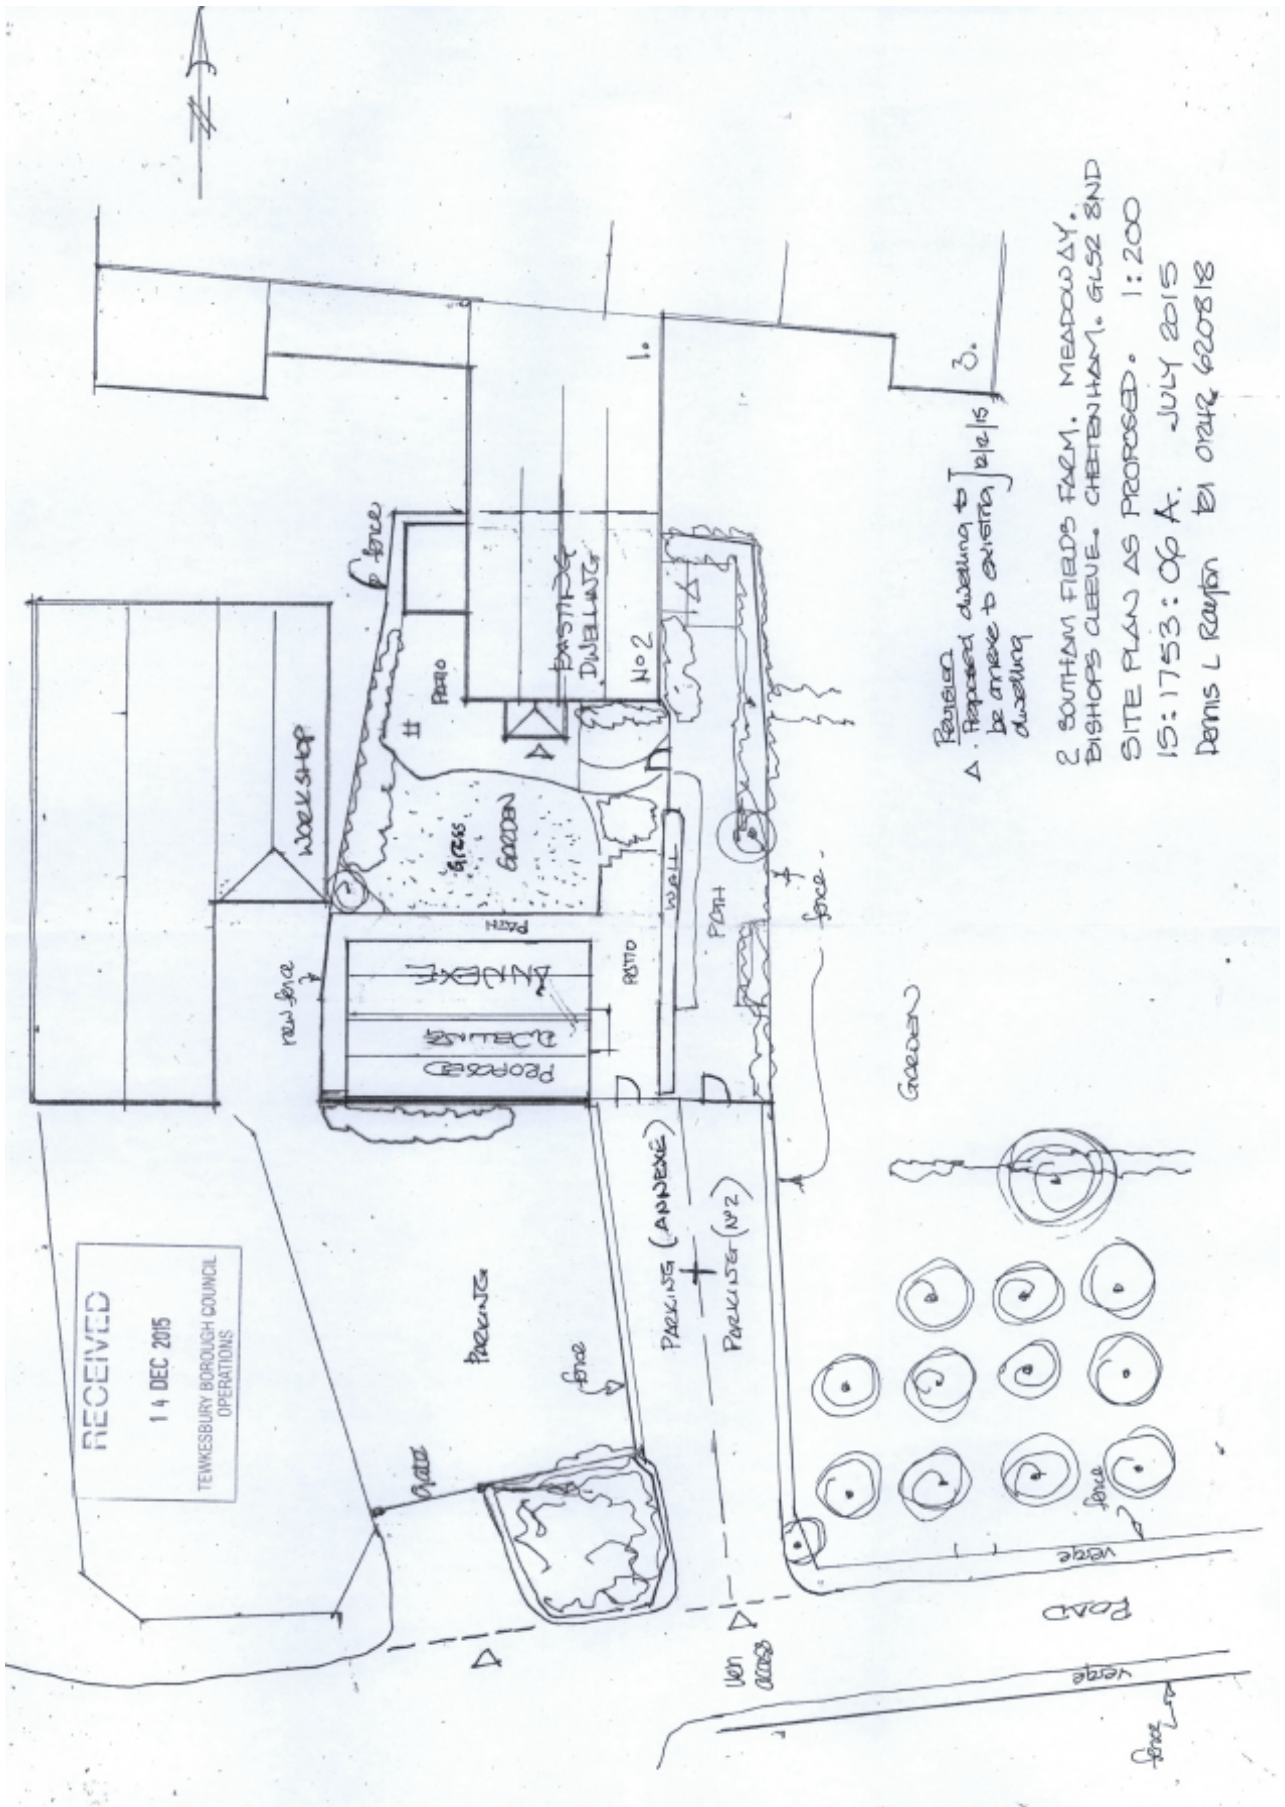 N
RECEIVED
14 DEC 2015
TEWKESBURY BOROUGH COUNCIL
OPERATIONS
WORKSHOP
new fence
fence
PATIO
#
EXISTING
DWELLING
No 2
1.
3.
Grass
GARDEN
PATH
PATIO
WALL
PATH
PROPOSED
DWELLING
ANNEXE
fence
GARDEN
PARKING
PARKING (ANNEXE)
PARKING (No2)
fence
Gate
Veh
access
fence
verge
ROAD
verge
fence
Revision
A. Proposed dwelling to
be annexe to existing
dwelling
12/12/15
2 SOUTHAM FIELDS FARM. MEADOWAY.
BISHOPS CLEEVE. CHELTENHAM. GL52 8ND
SITE PLAN AS PROPOSED. 1:200
15:1753:06 A. JULY 2015
Dennis L Rayton tel 01242 620818